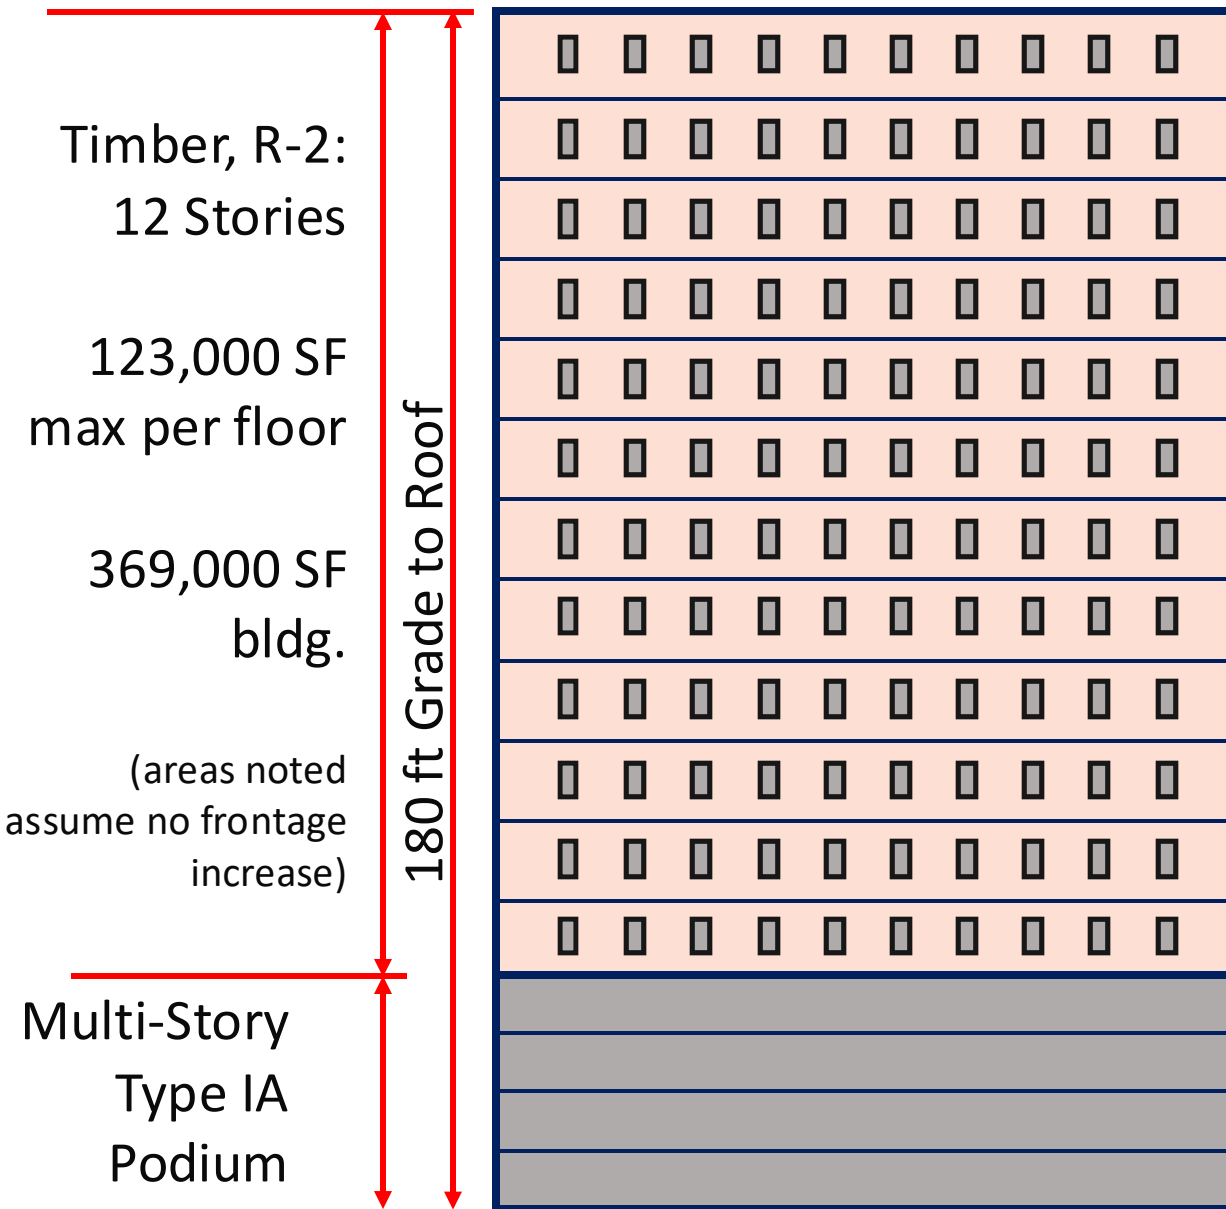 Timber, R-2:
12 Stories
123,000 SF
max per floor
369,000 SF
bldg.
(areas noted
assume no frontage
increase)
180 ft Grade to Roof
Multi-Story
Type IA
Podium